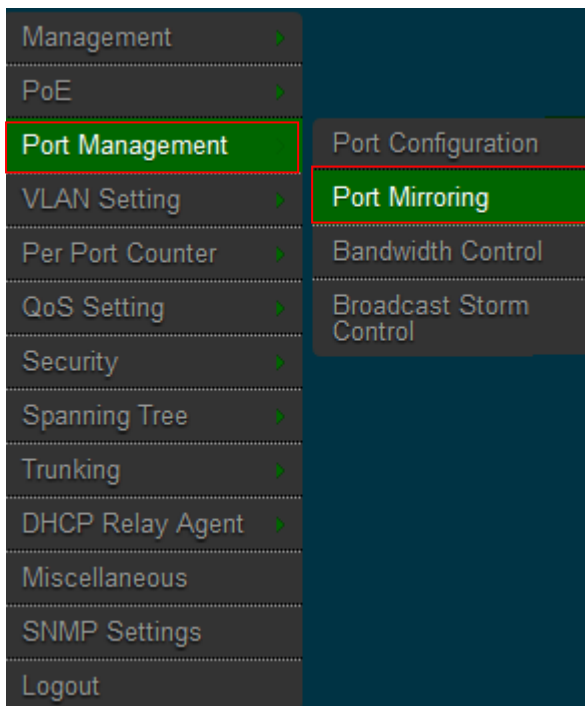 Management
PoE
Port Management
VLAN Setting
Per Port Counter
QoS Setting
Security
Spanning Tree
Trunking
DHCP Relay Agent
Miscellaneous
SNMP Settings
Logout
Port Configuration
Port Mirroring
Bandwidth Control
Broadcast Storm
Control